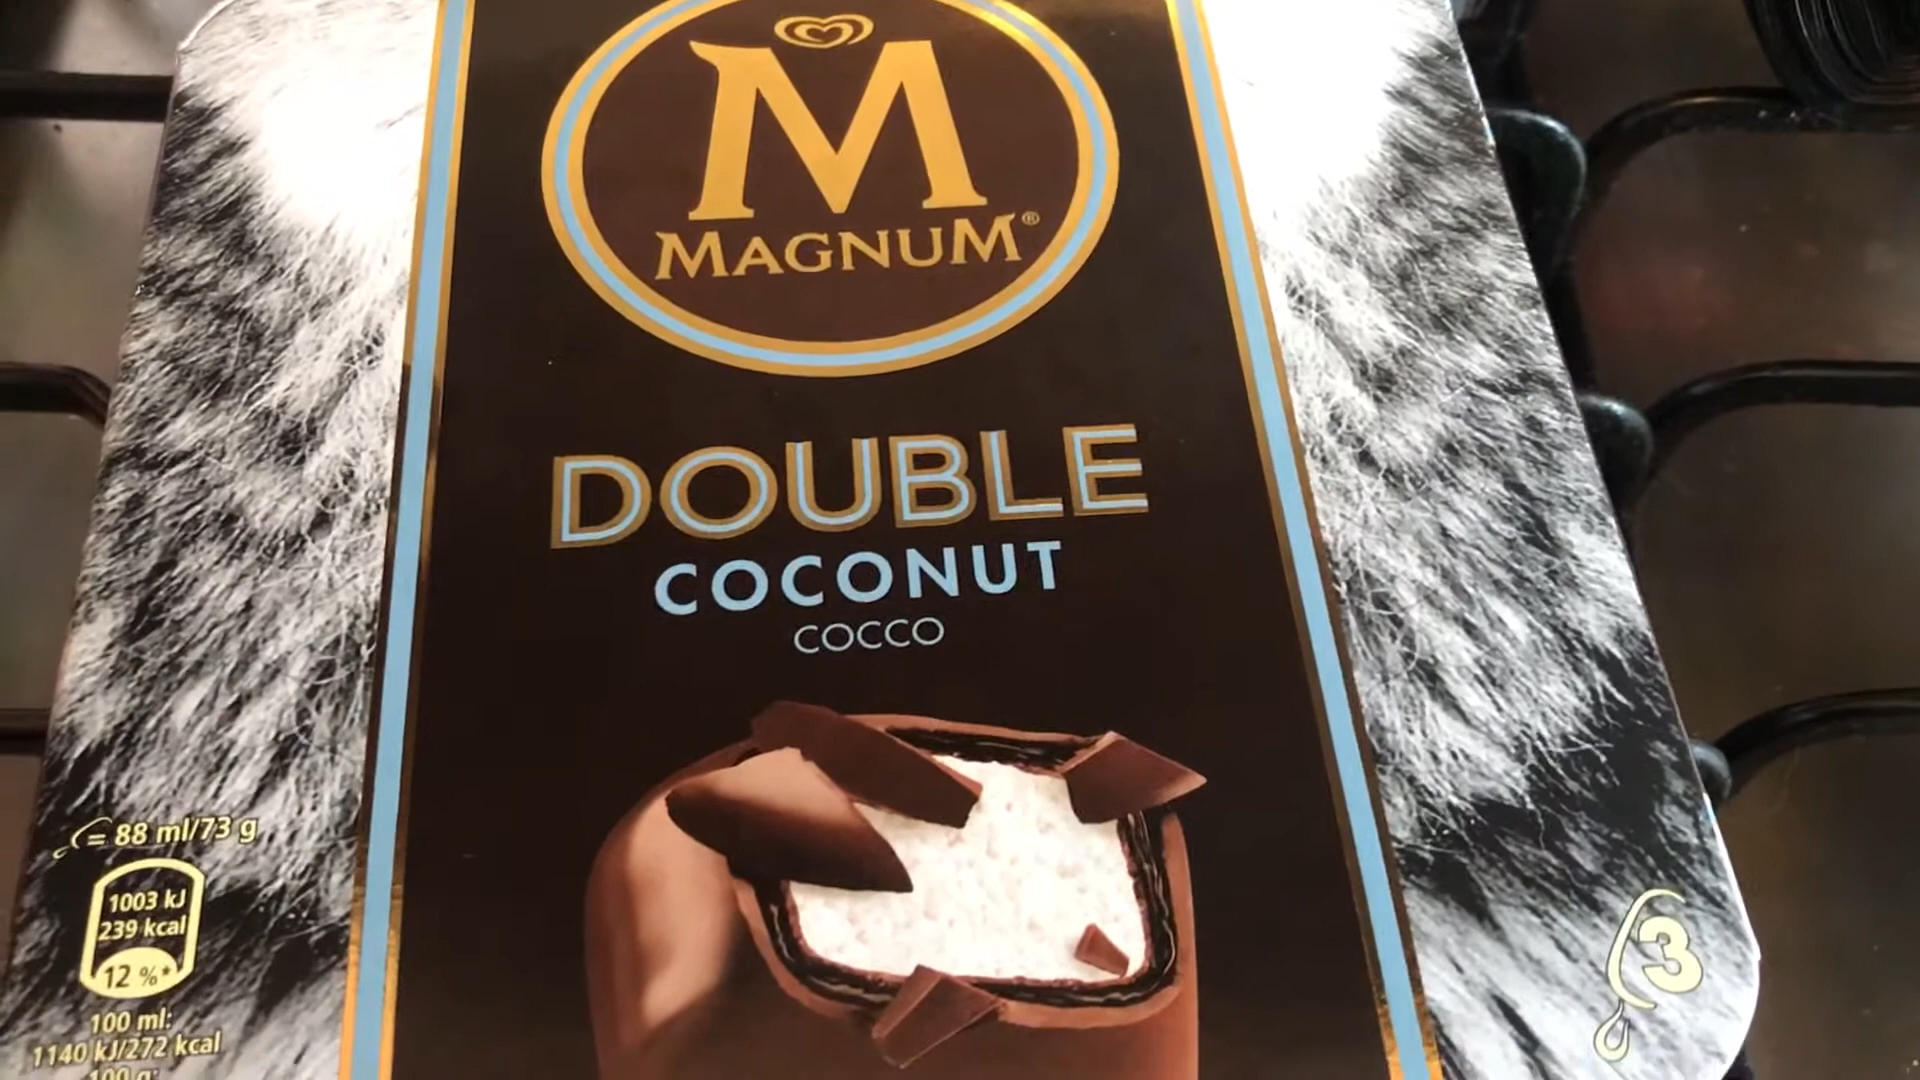 M
MAGNUM®
DOUBLE
COCONUT
COCCO
= 88 ml/73 g
1003 kJ
239 kcal
12 %*
100 ml:
1140 kJ/272 kcal
100 g:
3